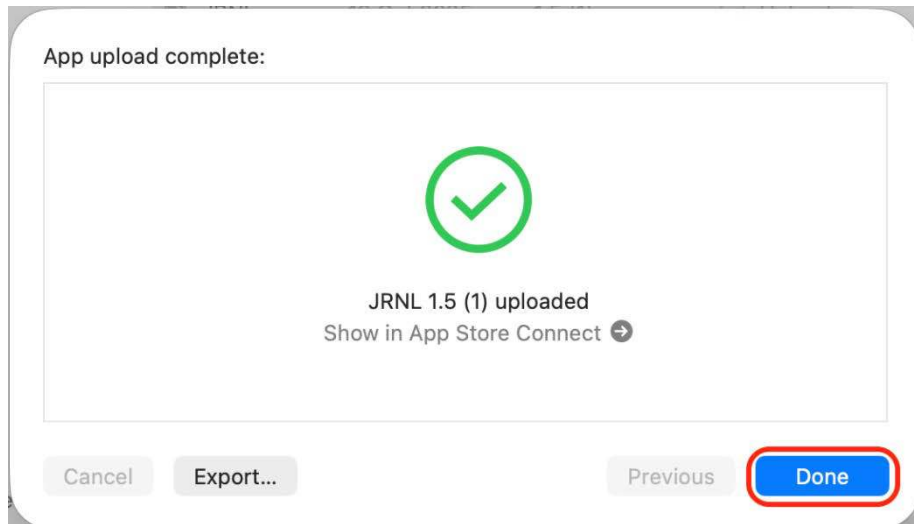 App upload complete:
JRNL 1.5 (1) uploaded
Show in App Store Connect
Cancel
Export...
Previous
Done